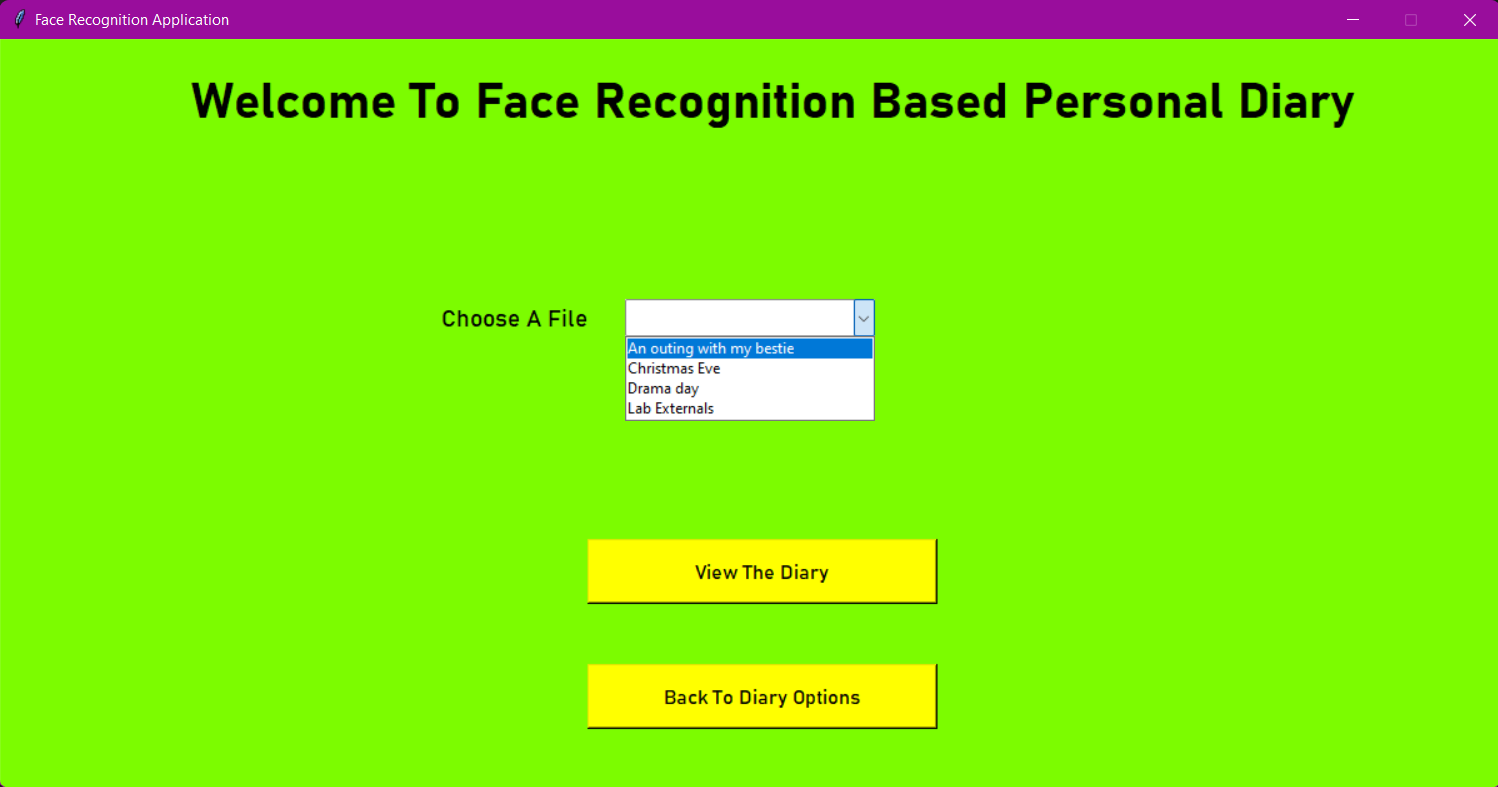 Face Recognition Application
Welcome To Face Recognition Based Personal Diary
Choose A File
An outing with my bestie
Christmas Eve
Drama day
Lab Externals
View The Diary
Back To Diary Options